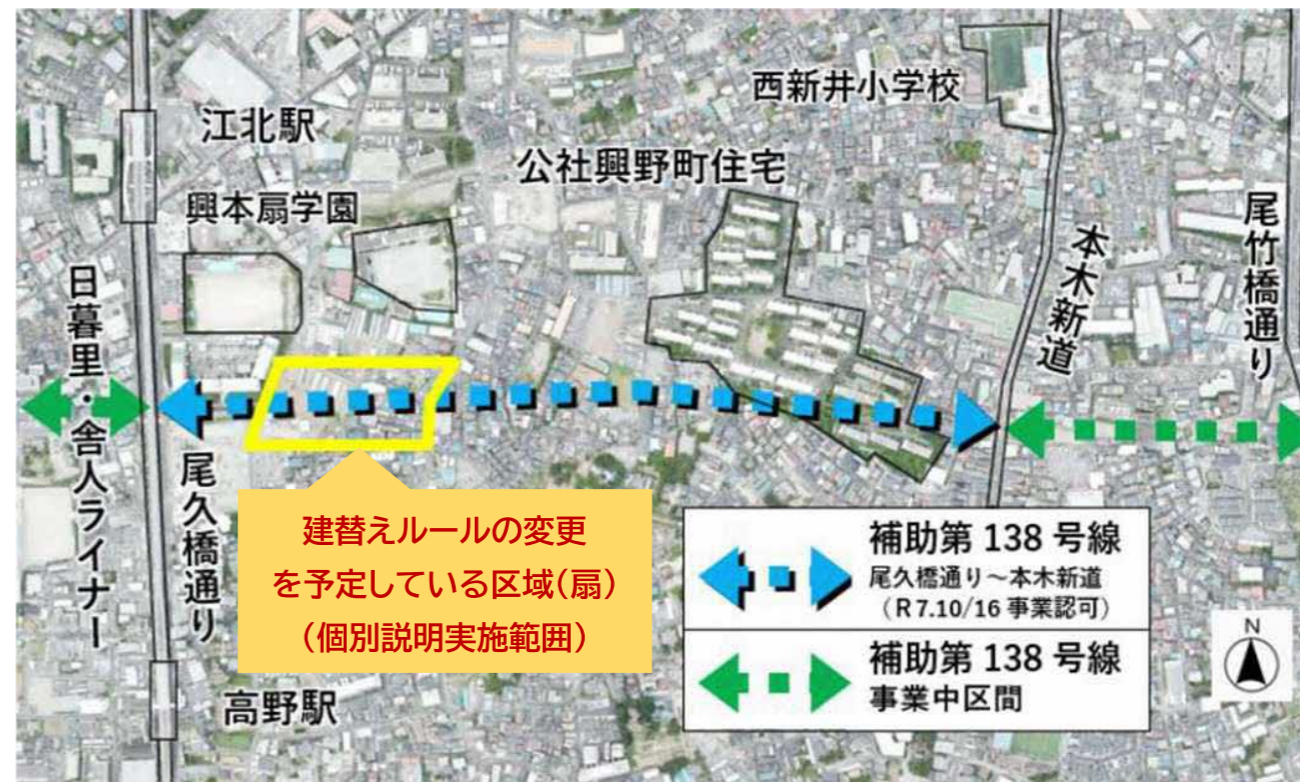 西新井小学校
江北駅
公社興野町住宅
興本扇学園
尾竹橋通り
本木新道
日暮里・舎人ライナー
尾久橋通り
建替えルールの変更
を予定している区域(扇)
(個別説明実施範囲)
補助第 138 号線
尾久橋通り~本木新道
(R7.10/16 事業認可)
補助第 138 号線
事業中区間
N
高野駅